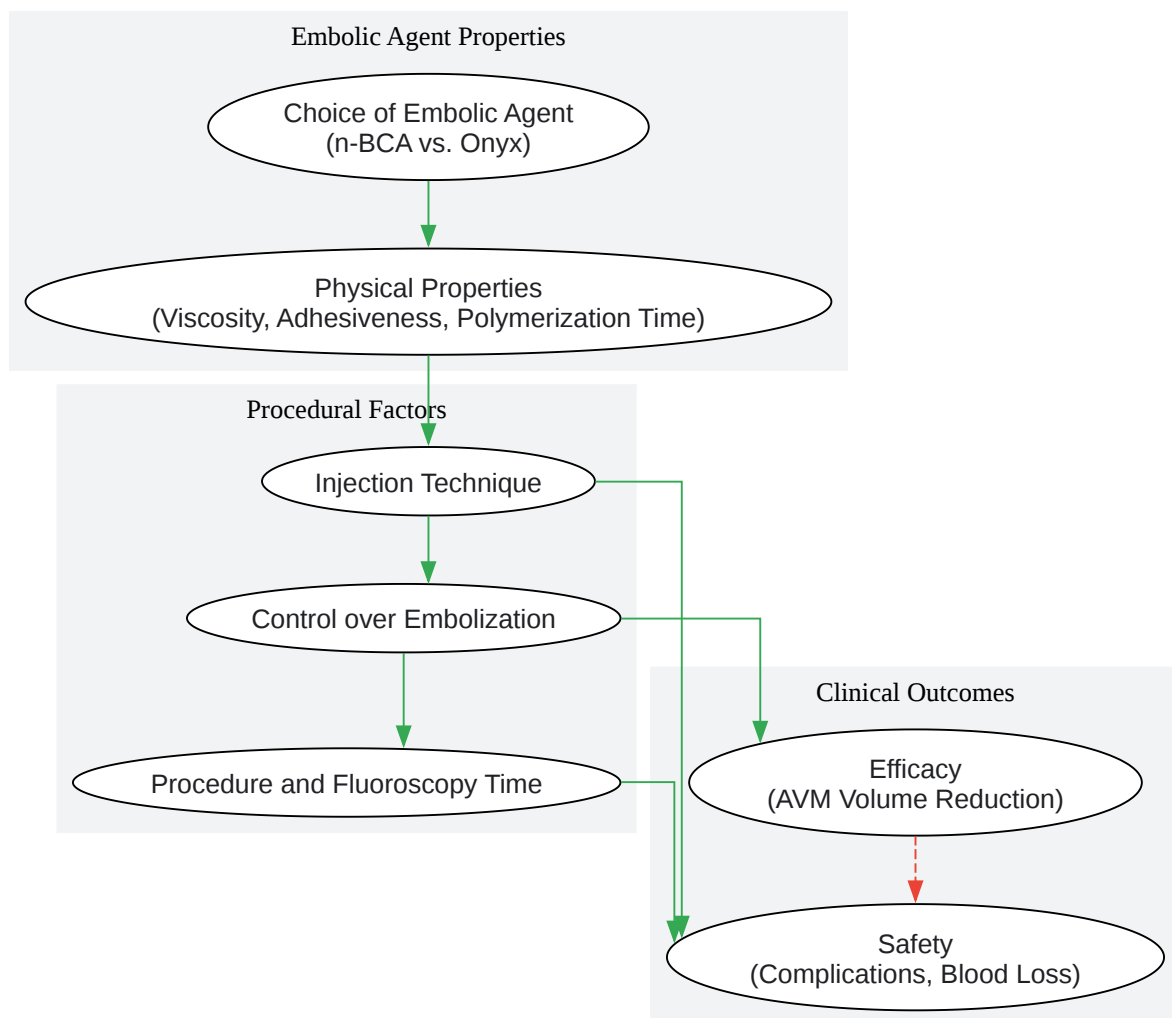 Embolic Agent Properties
Choice of Embolic Agent
(n-BCA vs. Onyx)
Physical Properties
(Viscosity, Adhesiveness, Polymerization Time)
Procedural Factors
Injection Technique
Control over Embolization
Procedure and Fluoroscopy Time
Clinical Outcomes
Efficacy
(AVM Volume Reduction)
Safety
(Complications, Blood Loss)